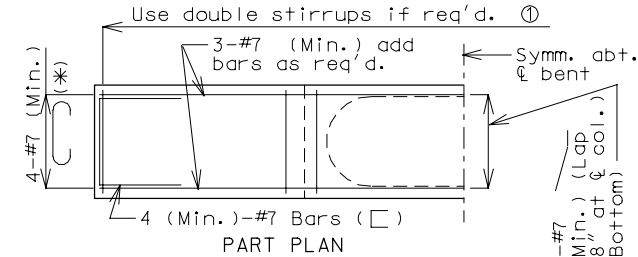 Use double stirrups if req'd. ①
3-#7 (Min.) add
bars as req'd.
Symm. abt.
℄ bent
4-#7 (Min.)
(*)
4 (Min.)-#7 Bars ( )
PART PLAN
-#7
Min.) (Lap
8" at ℄ col.)
Bottom)